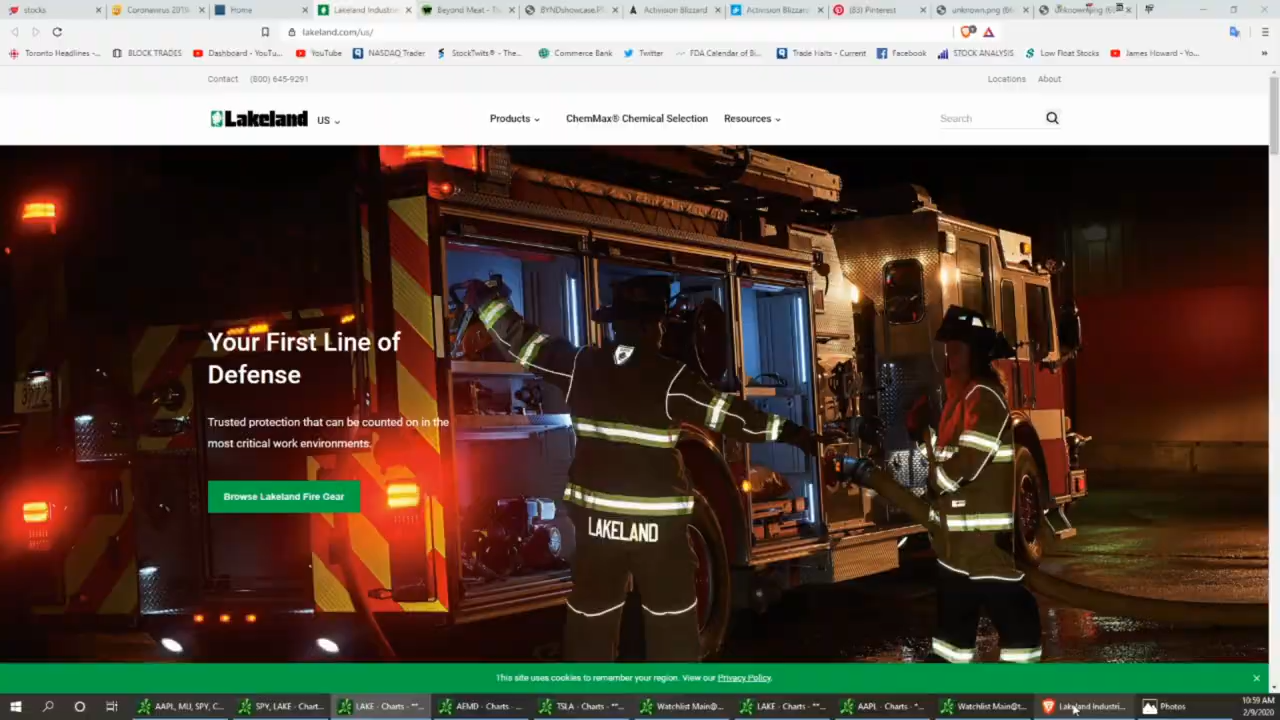 stocks
Coronavirus 2019-
Home
Lakeland Industrie
Beyond Meat - Th
BYNDshowcase.P
Activision Blizzard
Activision Blizzard
(83) Pinterest
unknown.png (66
lakeland.com/us/
Toronto Headlines -...
BLOCK TRADES
Dashboard - YouTu...
YouTube
NASDAQ Trader
StockTwits® - The...
Commerce Bank
Twitter
FDA Calendar of Bi...
Trade Halts - Current
Facebook
STOCK ANALYSIS
Low Float Stocks
James Howard - Yo...
»
Contact (800) 645-9291
Locations About
Lakeland US
Products
ChemMax® Chemical Selection
Resources
Search
Your First Line of
Defense
Trusted protection that can be counted on in the
most critical work environments.
Browse Lakeland Fire Gear
LAKELAND
This site uses cookies to remember your region. View our Privacy Policy.
AAPL, MU, SPY, C...
SPY, LAKE - Chart...
LAKE - Charts - **...
AEMD - Charts - ...
TSLA - Charts - **...
Watchlist Main@t...
LAKE - Charts - **...
AAPL - Charts - *...
Watchlist Main@t...
Lakeland Industri...
Photos
10:59 AM
2/9/2020